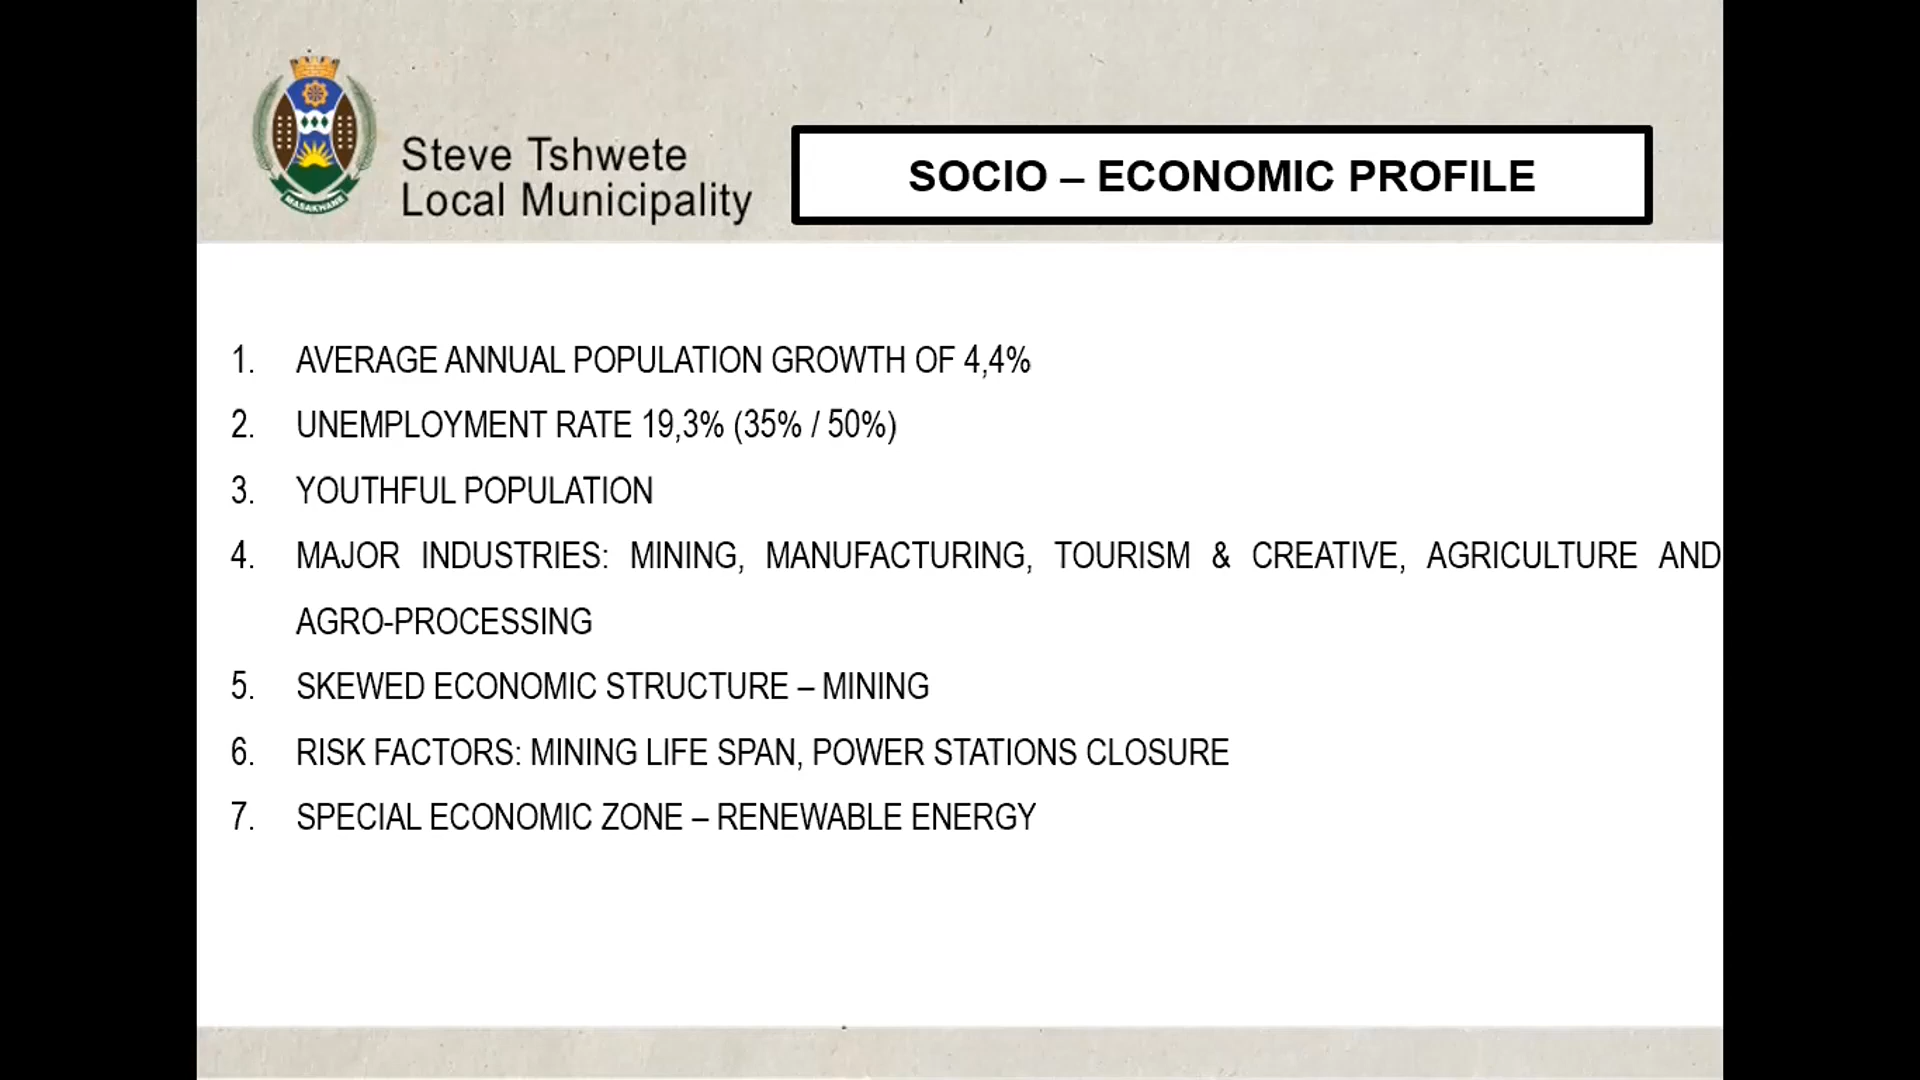 MASAKHANE
Steve Tshwete
Local Municipality
SOCIO – ECONOMIC PROFILE
1. AVERAGE ANNUAL POPULATION GROWTH OF 4,4%
2. UNEMPLOYMENT RATE 19,3% (35% / 50%)
3. YOUTHFUL POPULATION
4. MAJOR INDUSTRIES: MINING, MANUFACTURING, TOURISM & CREATIVE, AGRICULTURE AND
AGRO-PROCESSING
5. SKEWED ECONOMIC STRUCTURE – MINING
6. RISK FACTORS: MINING LIFE SPAN, POWER STATIONS CLOSURE
7. SPECIAL ECONOMIC ZONE – RENEWABLE ENERGY